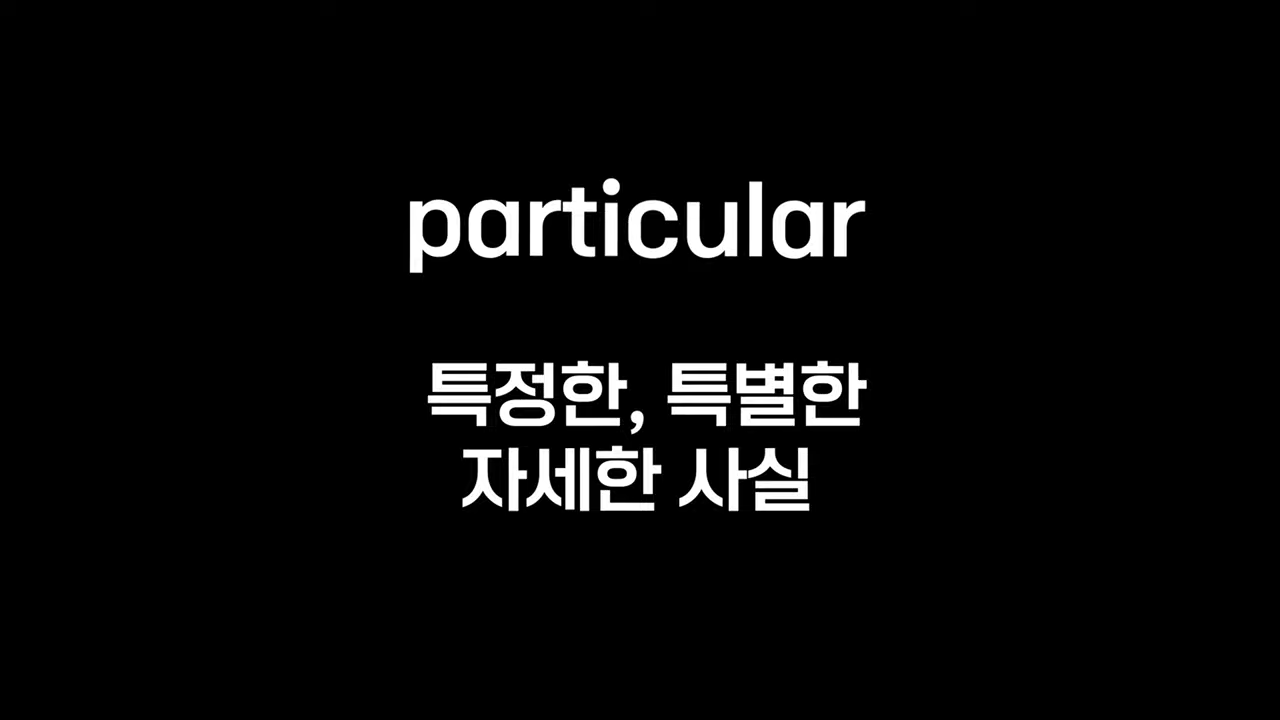 particular
특정한, 특별한
자세한 사실